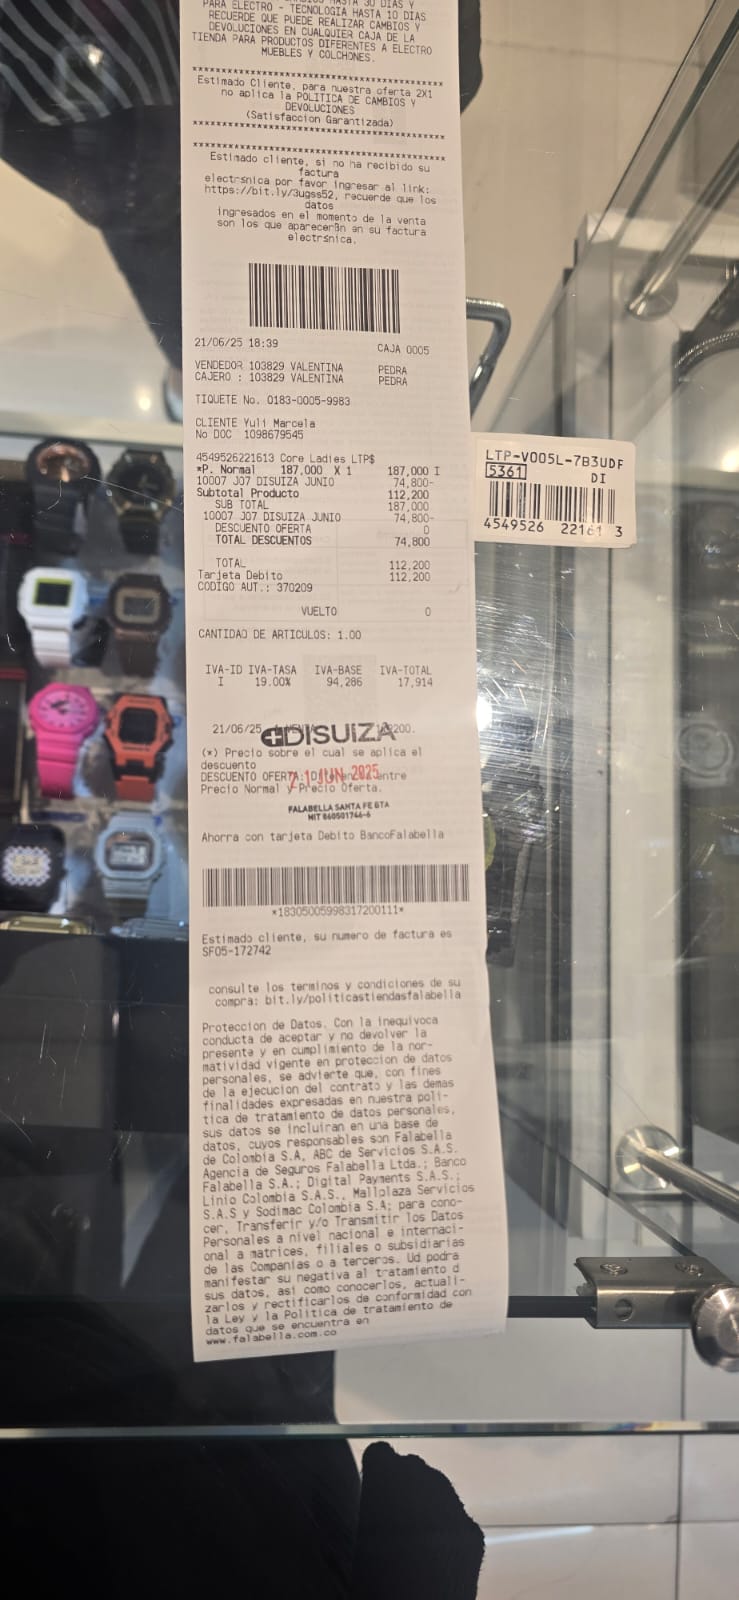 PARA ELECTRO - TECNOLOGIA HASTA 10 DIAS
RECUERDE QUE PUEDE REALIZAR CAMBIOS Y
DEVOLUCIONES EN CUALQUIER CAJA DE LA
TIENDA PARA PRODUCTOS DIFERENTES A ELECTRO
MUEBLES Y COLCHONES.
Estimado Cliente, para nuestra oferta 2X1
no aplica la POLITICA DE CAMBIOS Y
DEVOLUCIONES
(Satisfaccion Garantizada)
Estimado cliente, si no ha recibido su
factura
electrsnica por favor ingresar al link:
https://bit.ly/3ugss52, recuerde que los
datos
ingresados en el momento de la venta
son los que aparecerßn en su factura
electrsnica.
21/06/25 18:39 CAJA 0005
VENDEDOR 103829 VALENTINA PEDRA
CAJERO : 103829 VALENTINA PEDRA
TIQUETE No. 0183-0005-9983
CLIENTE Yuli Marcela
No DOC 1098679545
4549526221613 Core Ladies LTP$
*P. Normal 187,000 X 1 187,000 I
10007 J07 DISUIZA JUNIO 74,800-
Subtotal Producto 112,200
SUB TOTAL 187,000
10007 J07 DISUIZA JUNIO 74,800-
DESCUENTO OFERTA 0
TOTAL DESCUENTOS 74,800
TOTAL 112,200
Tarjeta Debito 112,200
CODIGO AUT.: 370209
VUELTO 0
CANTIDAD DE ARTICULOS: 1.00
IVA-ID IVA-TASA IVA-BASE IVA-TOTAL
I 19.00% 94,286 17,914
21/06/25
DISUIZA
(*) Precio sobre el cual se aplica el
descuento
DESCUENTO OFERTA: entre
Precio Normal y Precio Oferta.
21 JUN 2025
FALABELLA SANTA FE BTA
NIT 860501746-6
Ahorra con tarjeta Debito BancoFalabella
*18305005998317200111*
Estimado cliente, su numero de factura es
SF05-172742
consulte los terminos y condiciones de su
compra: bit.ly/politicastiendasfalabella
Proteccion de Datos. Con la inequivoca
conducta de aceptar y no devolver la
presente y en cumplimiento de la nor-
matividad vigente en proteccion de datos
personales, se advierte que, con fines
de la ejecucion del contrato y las demas
finalidades expresadas en nuestra poli-
tica de tratamiento de datos personales,
sus datos se incluiran en una base de
datos, cuyos responsables son Falabella
de Colombia S.A, ABC de Servicios S.A.S.
Agencia de Seguros Falabella Ltda.; Banco
Falabella S.A.; Digital Payments S.A.S.;
Linio Colombia S.A.S., Mallplaza Servicios
S.A.S y Sodimac Colombia S.A; para cono-
cer, Transferir y/o Transmitir los Datos
Personales a nivel nacional e internaci-
onal a matrices, filiales o subsidiarias
de las Companias o a terceros. Ud podra
manifestar su negativa al tratamiento d
sus datos, asi como conocerlos, actuali-
zarlos y rectificarlos de conformidad con
la Ley y la Politica de tratamiento de
datos que se encuentra en
www.falabella.com.co
LTP-V005L-7B3UDF
5361 DI
4549526 22161 3